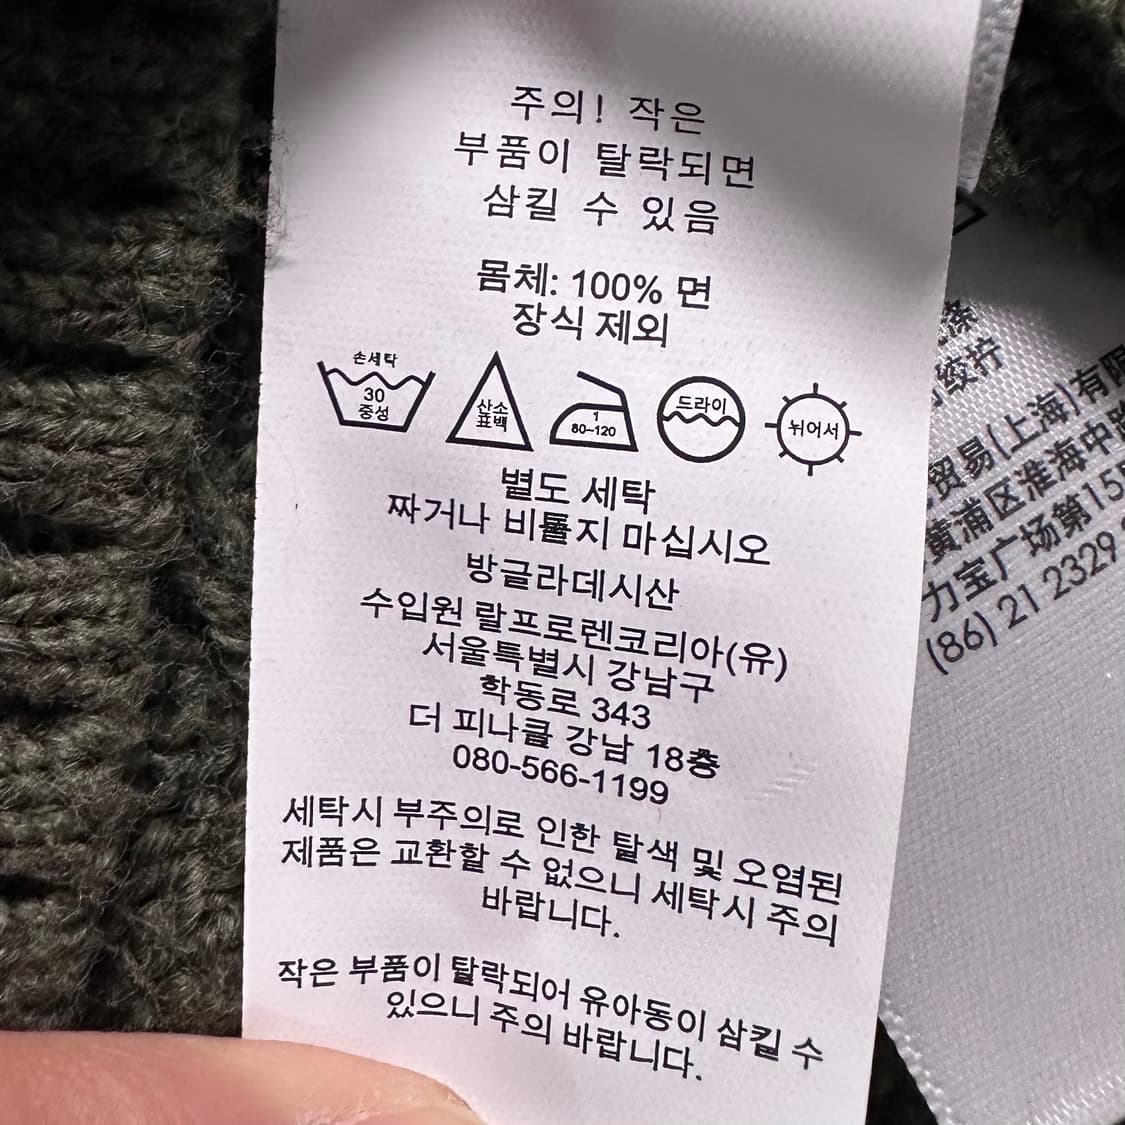 주의! 작은
부품이 탈락되면
삼킬 수 있음
몸체: 100% 면
장식 제외
손세탁
30
중성
산소
표백
1
80-120
드라이
뉘어서
별도 세탁
짜거나 비틀지 마십시오
방글라데시산
수입원 랄프로렌코리아(유)
서울특별시 강남구
학동로 343
더 피나클 강남 18층
080-566-1199
세탁시 부주의로 인한 탈색 및 오염된
제품은 교환할 수 없으니 세탁시 주의
바랍니다.
작은 부품이 탈락되어 유아동이 삼킬 수
있으니 주의 바랍니다.
绞拧
贸易(上海)有限
黄浦区淮海中路
力宝广场第15
(86) 21 2329